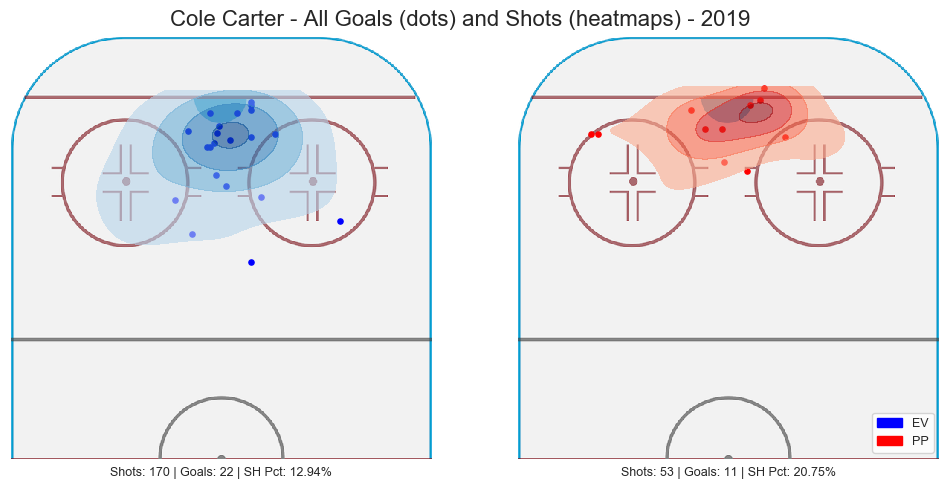 Cole Carter - All Goals (dots) and Shots (heatmaps) - 2019
EV
PP
Shots: 170 | Goals: 22 | SH Pct: 12.94%
Shots: 53 | Goals: 11 | SH Pct: 20.75%